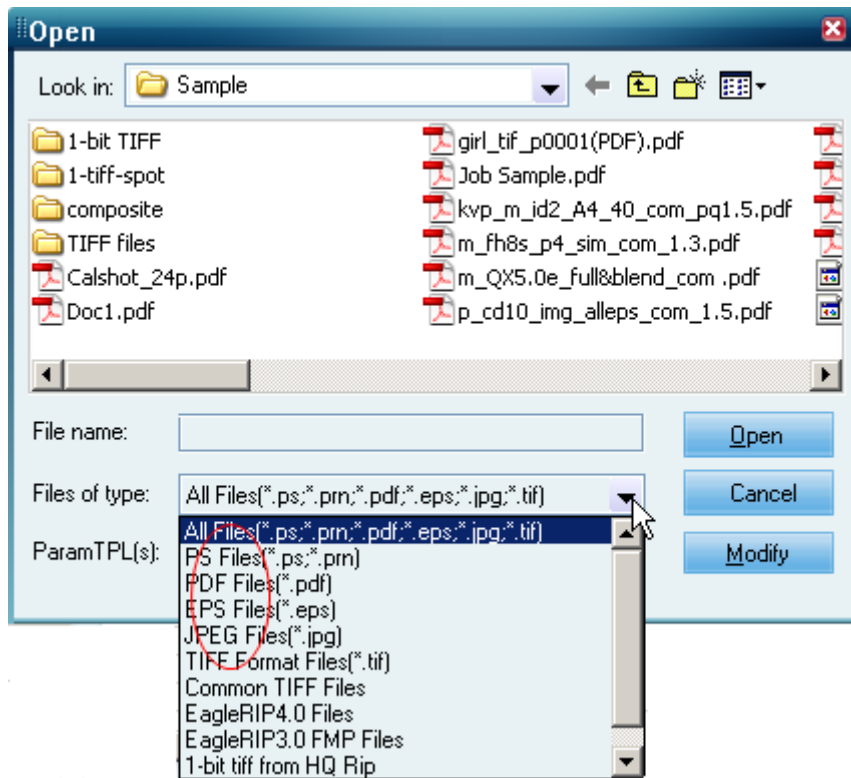 Open
Look in: Sample
1-bit TIFF
1-tiff-spot
composite
TIFF files
Calshot_24p.pdf
Doc1.pdf
girl_tif_p0001(PDF).pdf
Job Sample.pdf
kvp_m_id2_A4_40_com_pq1.5.pdf
m_fh8s_p4_sim_com_1.3.pdf
m_QX5.0e_full&blend_com .pdf
p_cd10_img_alleps_com_1.5.pdf
File name:
Open
Files of type: All Files(*.ps;*.prn;*.pdf;*.eps;*.jpg;*.tif)
Cancel
ParamTPL(s):
Modify
All Files(*.ps;*.prn;*.pdf;*.eps;*.jpg;*.tif)
PS Files(*.ps;*.prn)
PDF Files(*.pdf)
EPS Files(*.eps)
JPEG Files(*.jpg)
TIFF Format Files(*.tif)
Common TIFF Files
EagleRIP4.0 Files
EagleRIP3.0 FMP Files
1-bit tiff from HQ Rip